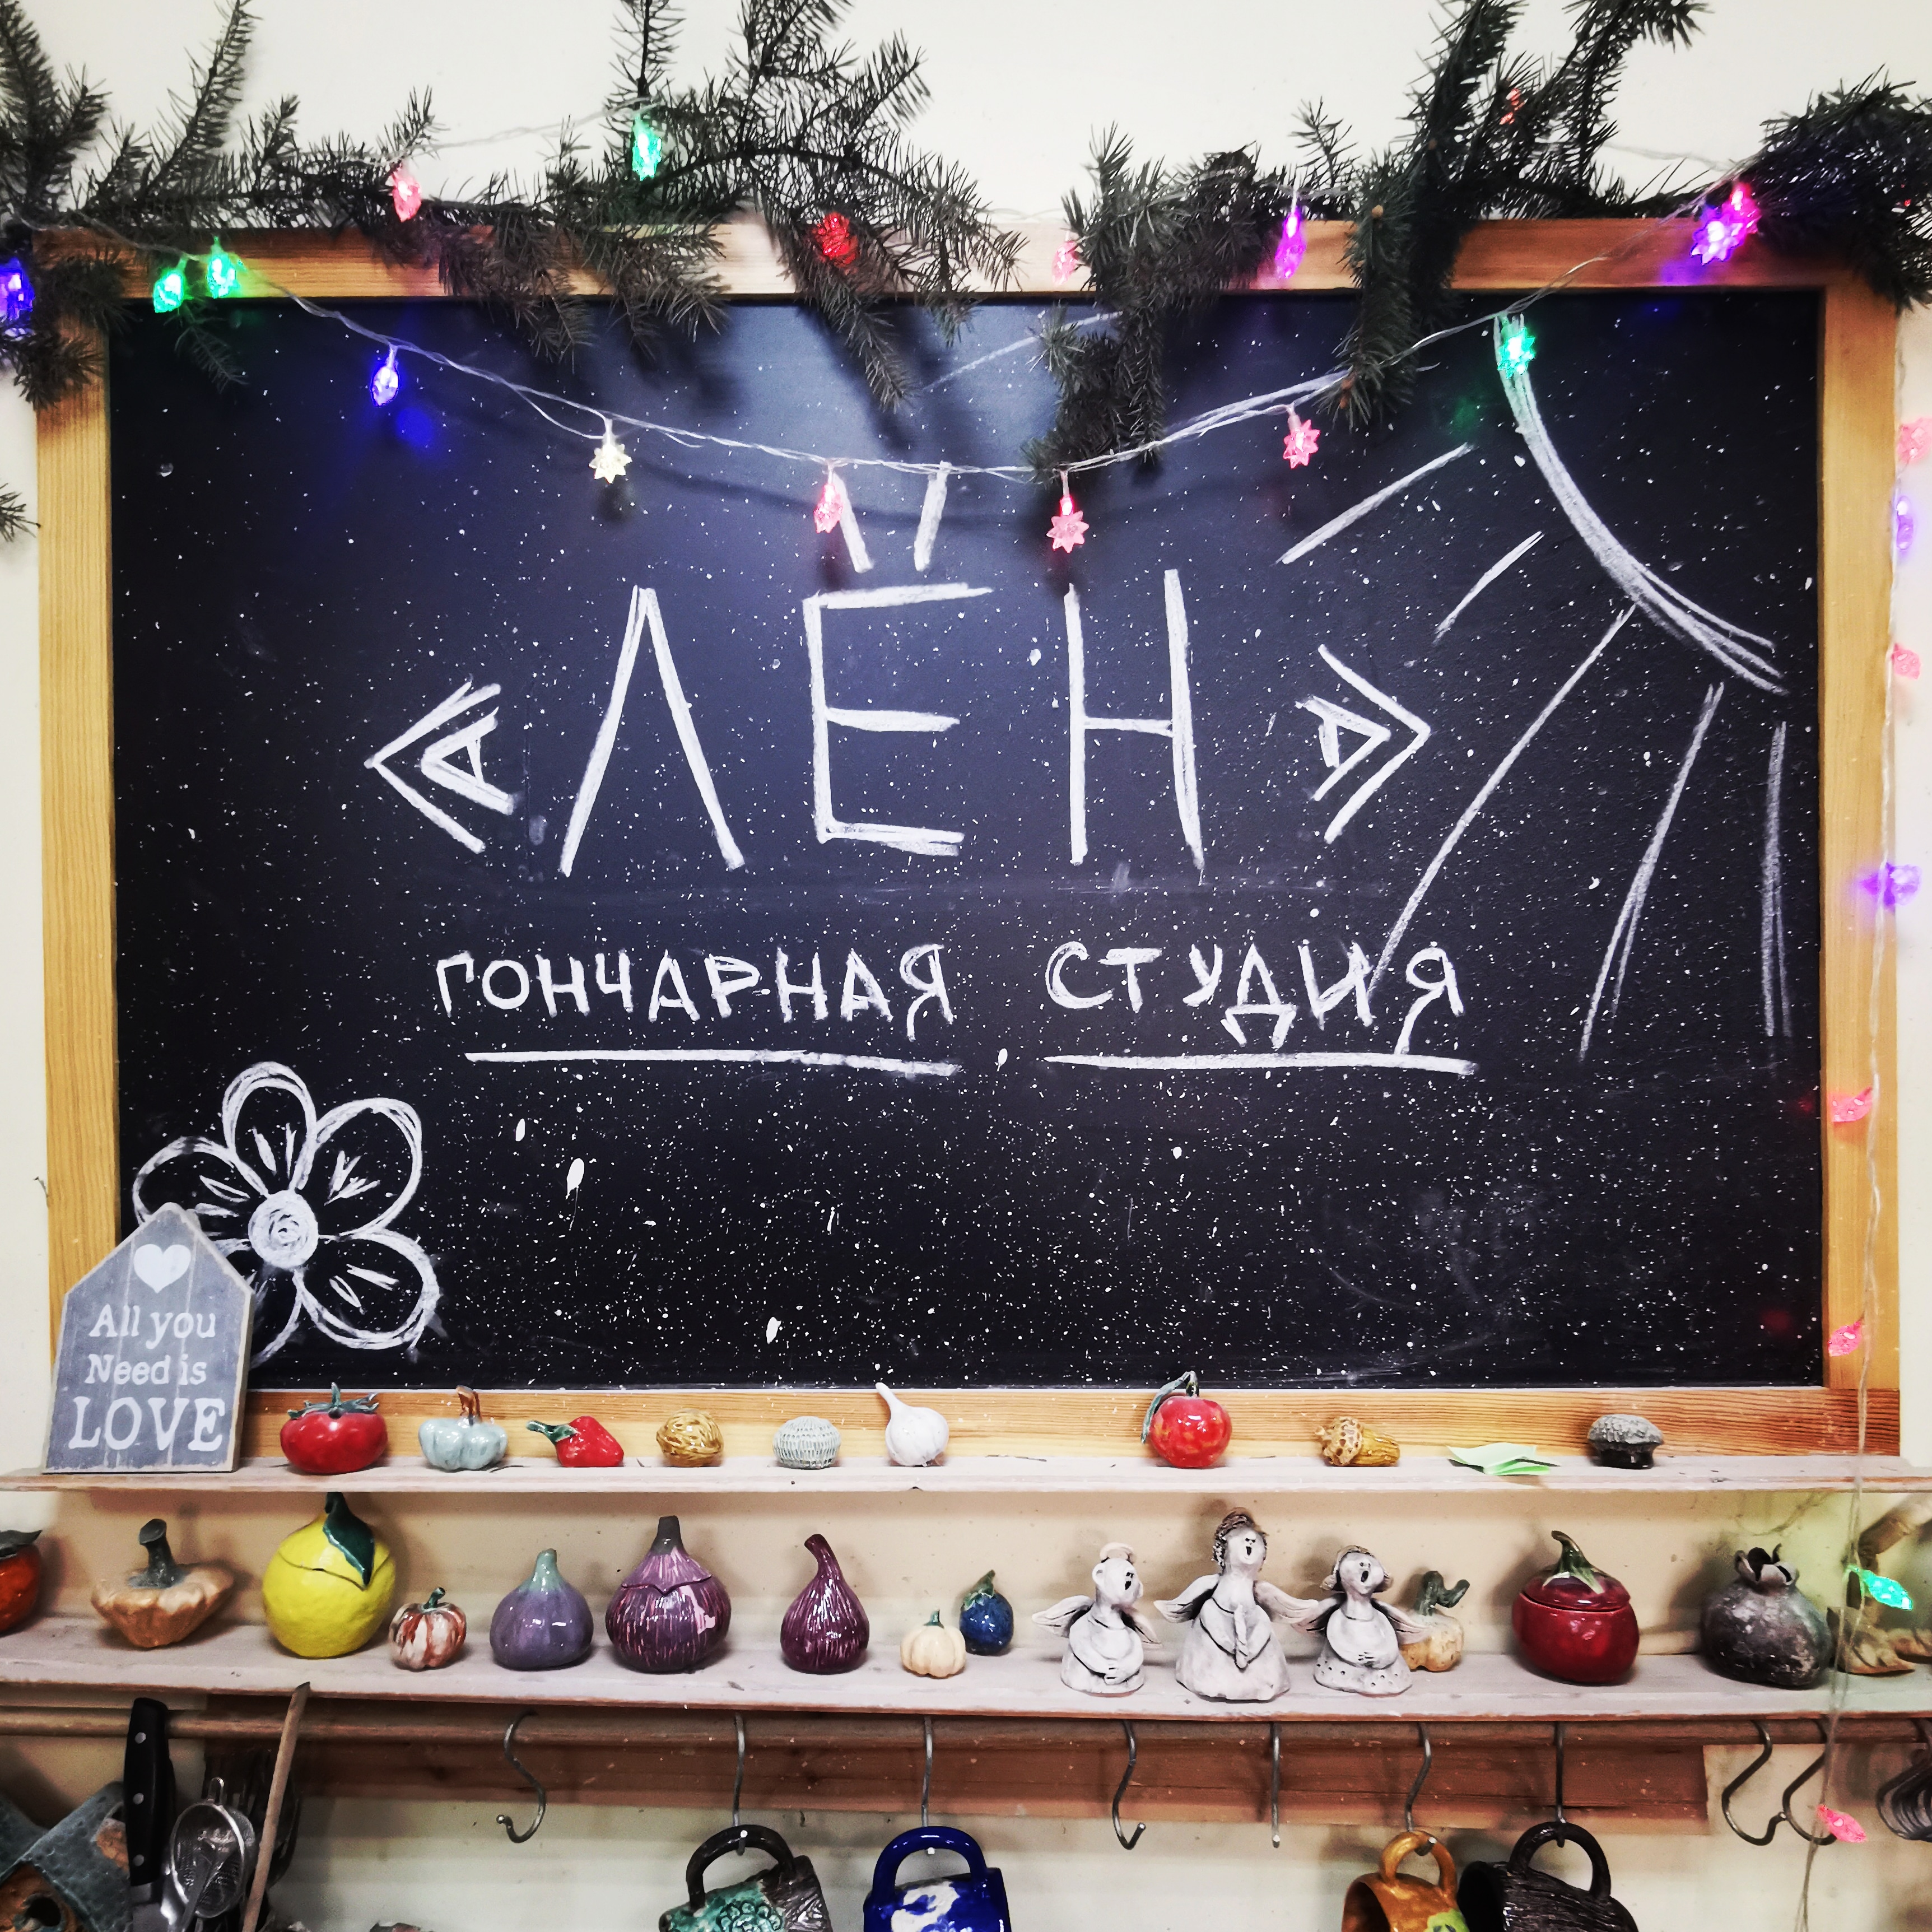 «А ЛЁН А»
ГОНЧАРНАЯ СТУДИЯ
All you
Need is
LOVE